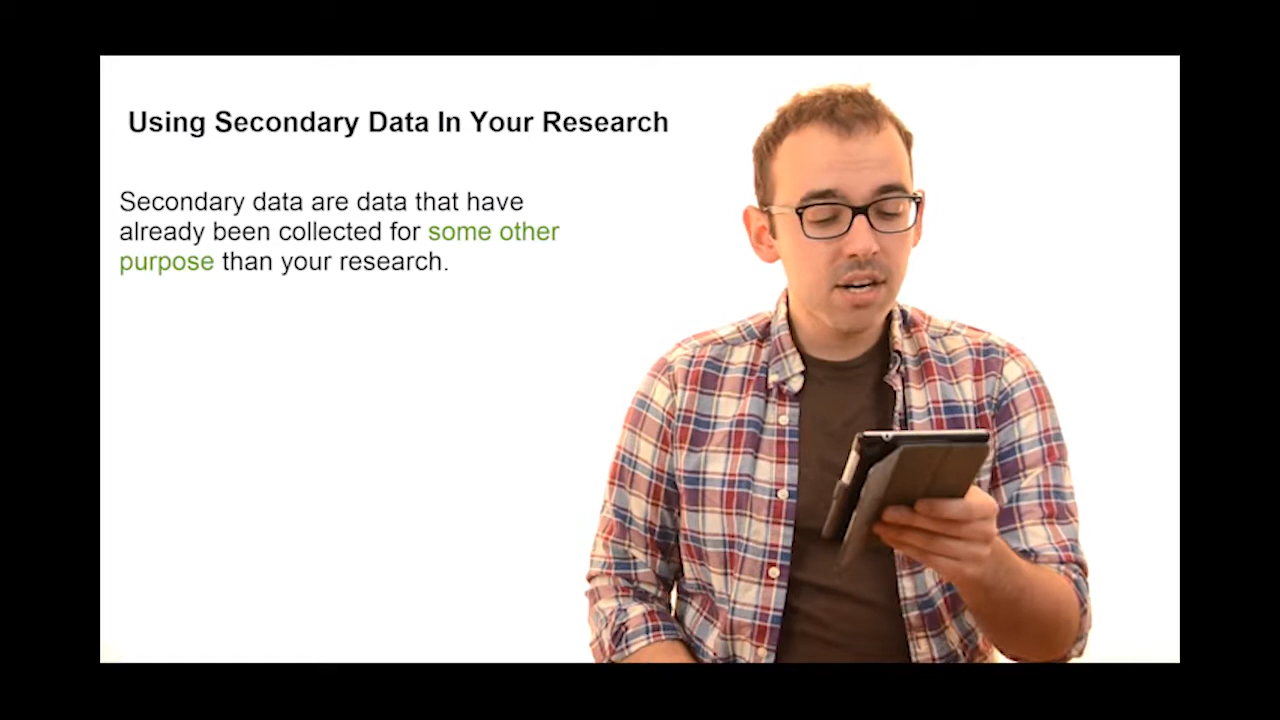 Using Secondary Data In Your Research
Secondary data are data that have
already been collected for some other
purpose than your research.